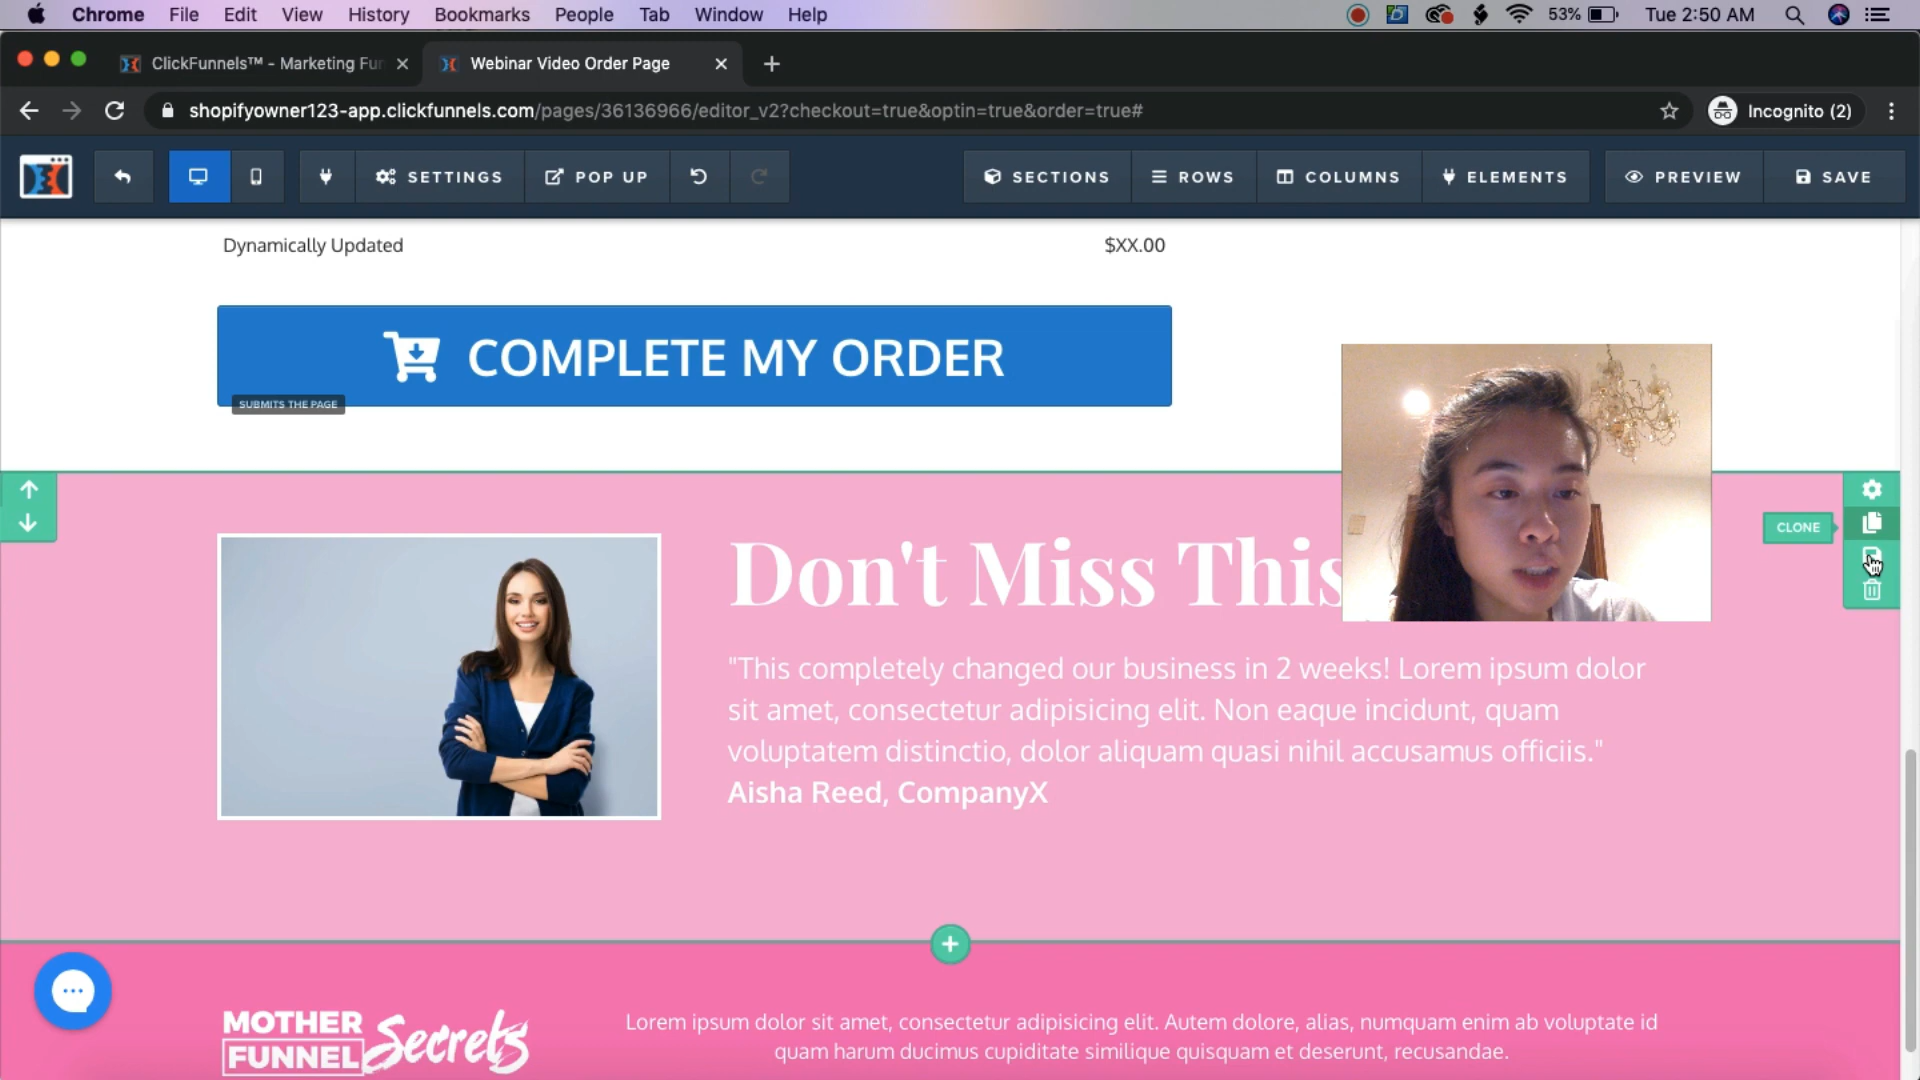 Chrome File Edit View History Bookmarks People Tab Window Help 53% Tue 2:50 AM
ClickFunnels™ - Marketing Fun
Webinar Video Order Page
shopifyowner123-app.clickfunnels.com/pages/36136966/editor_v2?checkout=true&optin=true&order=true#
Incognito (2)
SETTINGS POP UP SECTIONS ROWS COLUMNS ELEMENTS PREVIEW SAVE
Dynamically Updated $XX.00
COMPLETE MY ORDER
SUBMITS THE PAGE
CLONE
Don't Miss This
"This completely changed our business in 2 weeks! Lorem ipsum dolor
sit amet, consectetur adipisicing elit. Non eaque incidunt, quam
voluptatem distinctio, dolor aliquam quasi nihil accusamus officiis."
Aisha Reed, CompanyX
MOTHER
FUNNEL Secrets
Lorem ipsum dolor sit amet, consectetur adipisicing elit. Autem dolore, alias, numquam enim ab voluptate id
quam harum ducimus cupiditate similique quisquam et deserunt, recusandae.